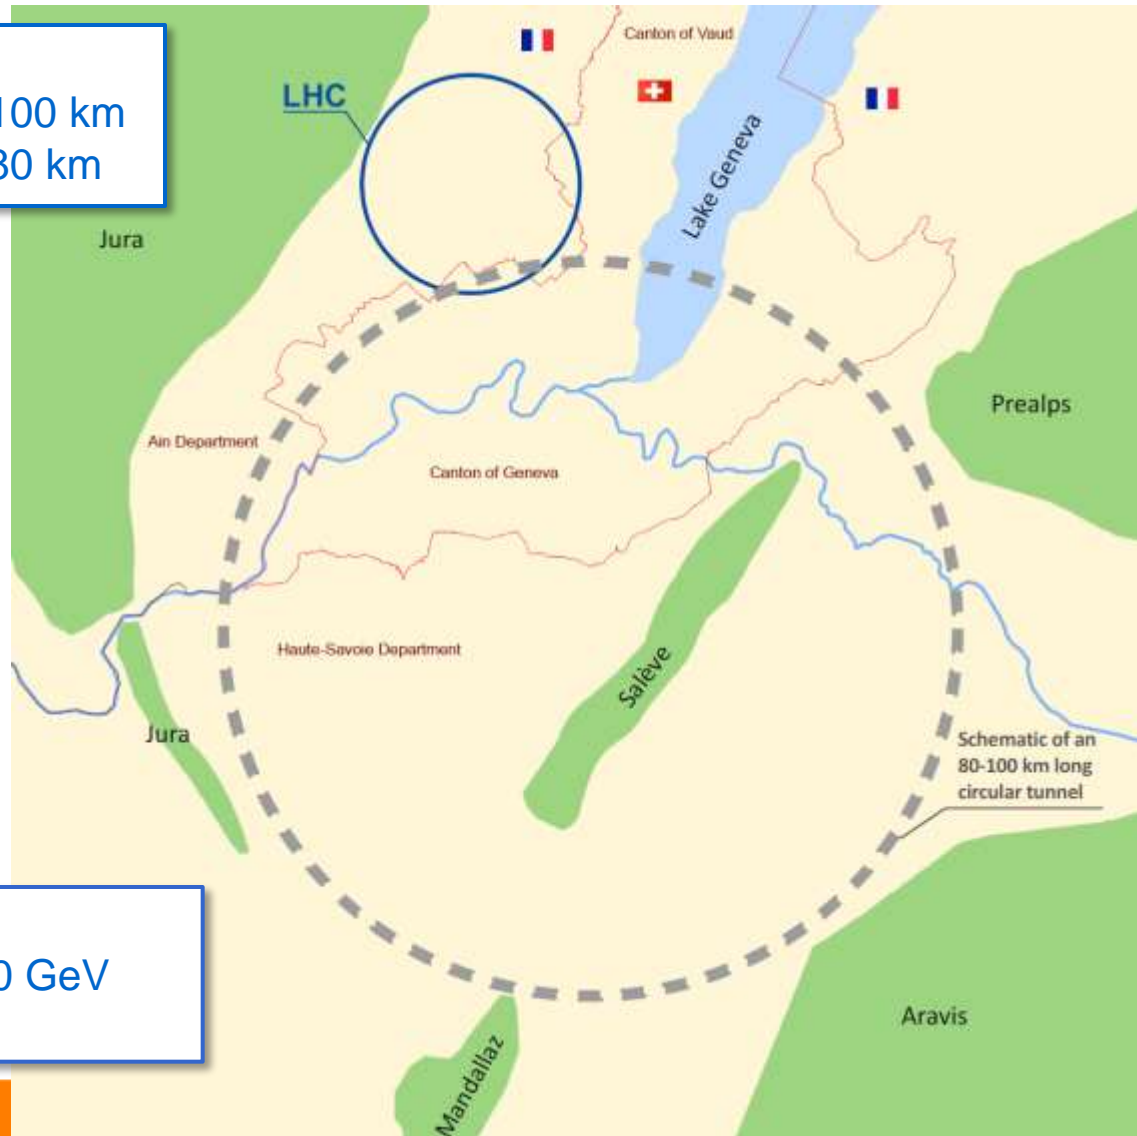 100 km
80 km
LHC
Canton of Vaud
Lake Geneva
Jura
Prealps
Ain Department
Canton of Geneva
Haute-Savoie Department
Salève
Jura
Schematic of an
80-100 km long
circular tunnel
GeV
Aravis
Mandallaz